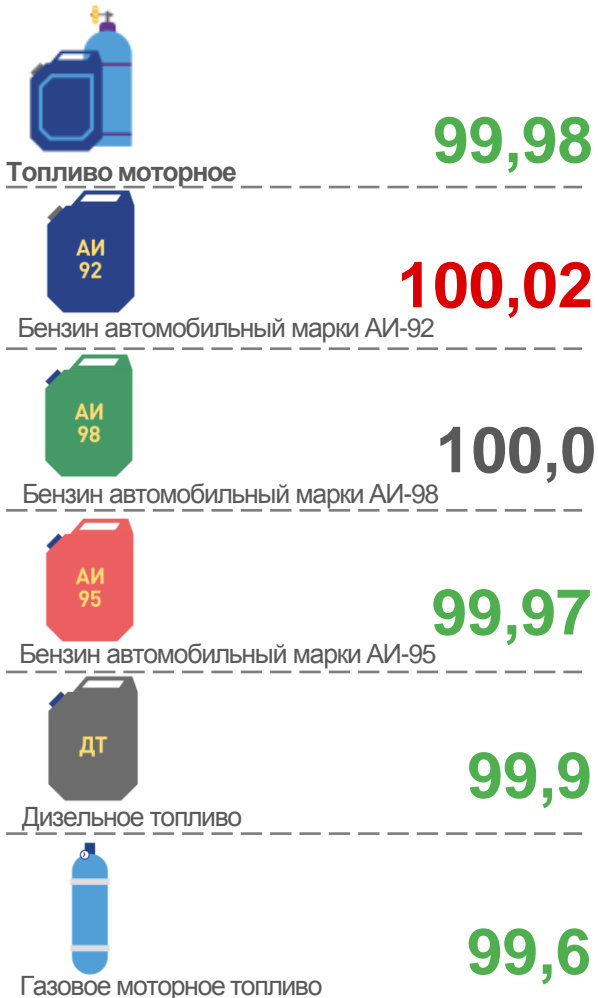 99,98
Топливо моторное
АИ
92
100,02
Бензин автомобильный марки АИ-92
АИ
98
100,0
Бензин автомобильный марки АИ-98
АИ
95
99,97
Бензин автомобильный марки АИ-95
ДТ
99,9
Дизельное топливо
99,6
Газовое моторное топливо